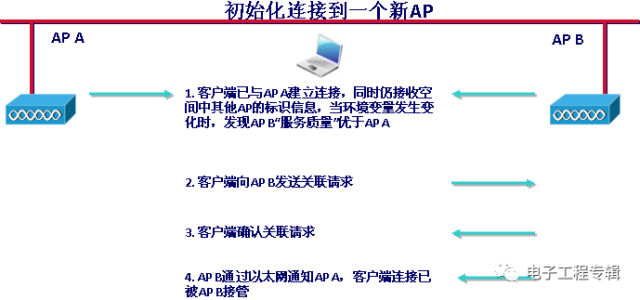 初始化连接到一个新AP
AP A
AP B
1. 客户端已与APA建立连接，同时仍接收空
间中其他AP的标识信息，当环境变量发生变
化时，发现APB“服务质量”优于APA
2. 客户端向APB发送关联请求
3. 客户端确认关联请求
4. APB通过以太网通知APA，客户端连接已
被APB接管
电子工程专辑